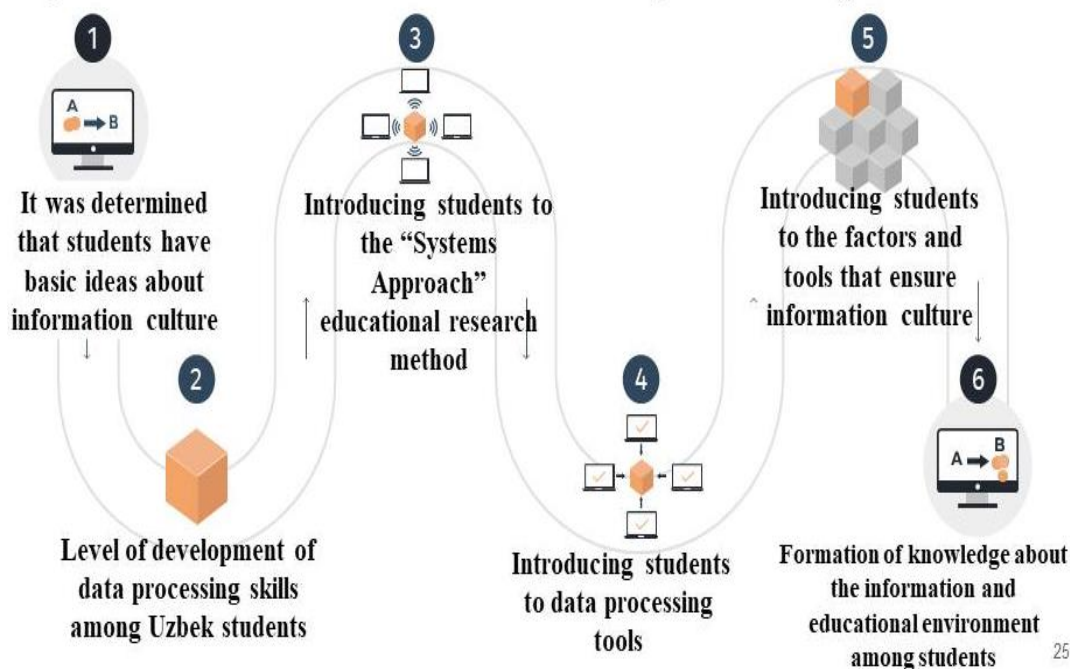 1
A
B
It was determined
that students have
basic ideas about
information culture
2
Level of development of
data processing skills
among Uzbek students
3
Introducing students to
the “Systems
Approach”
educational research
method
4
Introducing students
to data processing
tools
5
Introducing students
to the factors and
tools that ensure
information culture
6
A
B
Formation of knowledge about
the information and
educational environment
among students
25